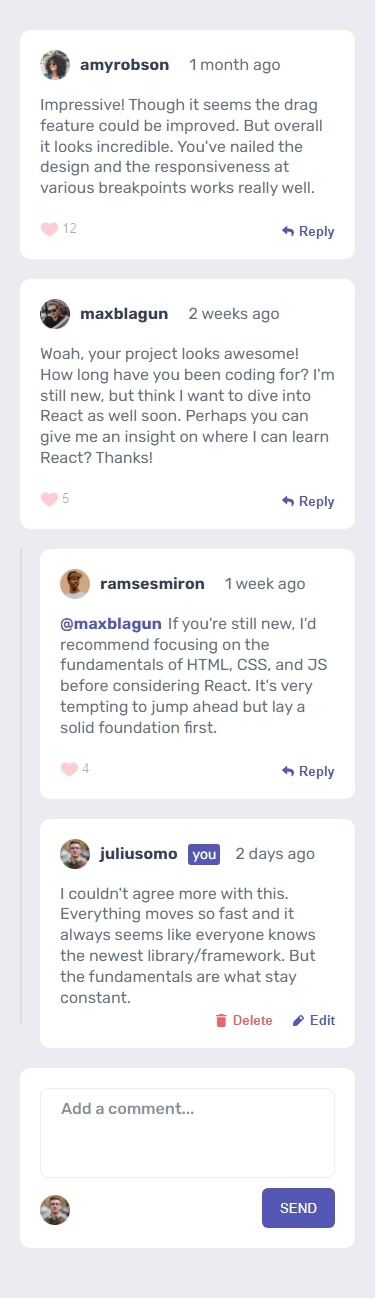 amyrobson 1 month ago
Impressive! Though it seems the drag
feature could be improved. But overall
it looks incredible. You've nailed the
design and the responsiveness at
various breakpoints works really well.
12 Reply
maxblagun 2 weeks ago
Woah, your project looks awesome!
How long have you been coding for? I'm
still new, but think I want to dive into
React as well soon. Perhaps you can
give me an insight on where I can learn
React? Thanks!
5 Reply
ramsesmiron 1 week ago
@maxblagun If you're still new, I'd
recommend focusing on the
fundamentals of HTML, CSS, and JS
before considering React. It's very
tempting to jump ahead but lay a
solid foundation first.
4 Reply
juliusomo you 2 days ago
I couldn't agree more with this.
Everything moves so fast and it
always seems like everyone knows
the newest library/framework. But
the fundamentals are what stay
constant.
Delete Edit
Add a comment...
SEND